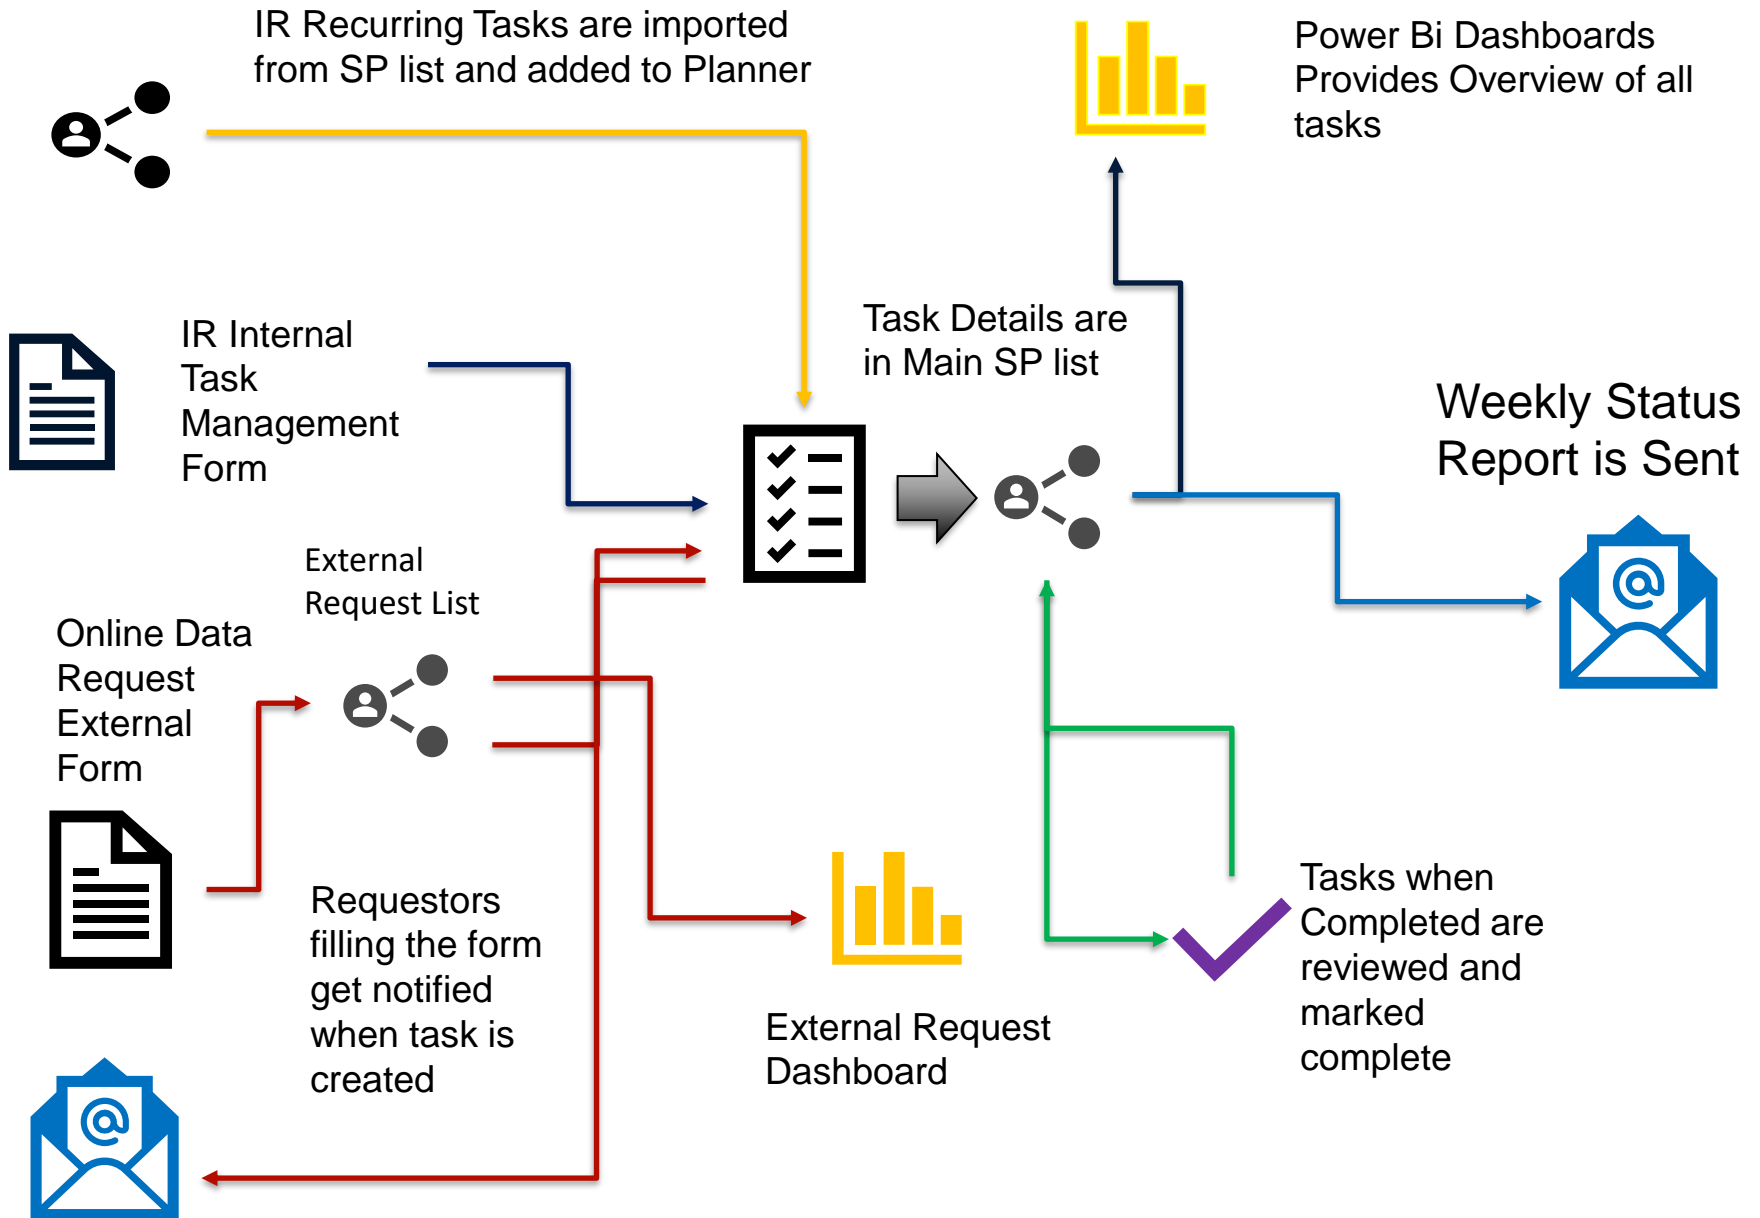 IR Recurring Tasks are imported
from SP list and added to Planner
Power Bi Dashboards
Provides Overview of all
tasks
IR Internal
Task
Management
Form
Task Details are
in Main SP list
Weekly Status
Report is Sent
External
Request List
Online Data
Request
External
Form
Requestors
filling the form
get notified
when task is
created
External Request
Dashboard
Tasks when
Completed are
reviewed and
marked
complete